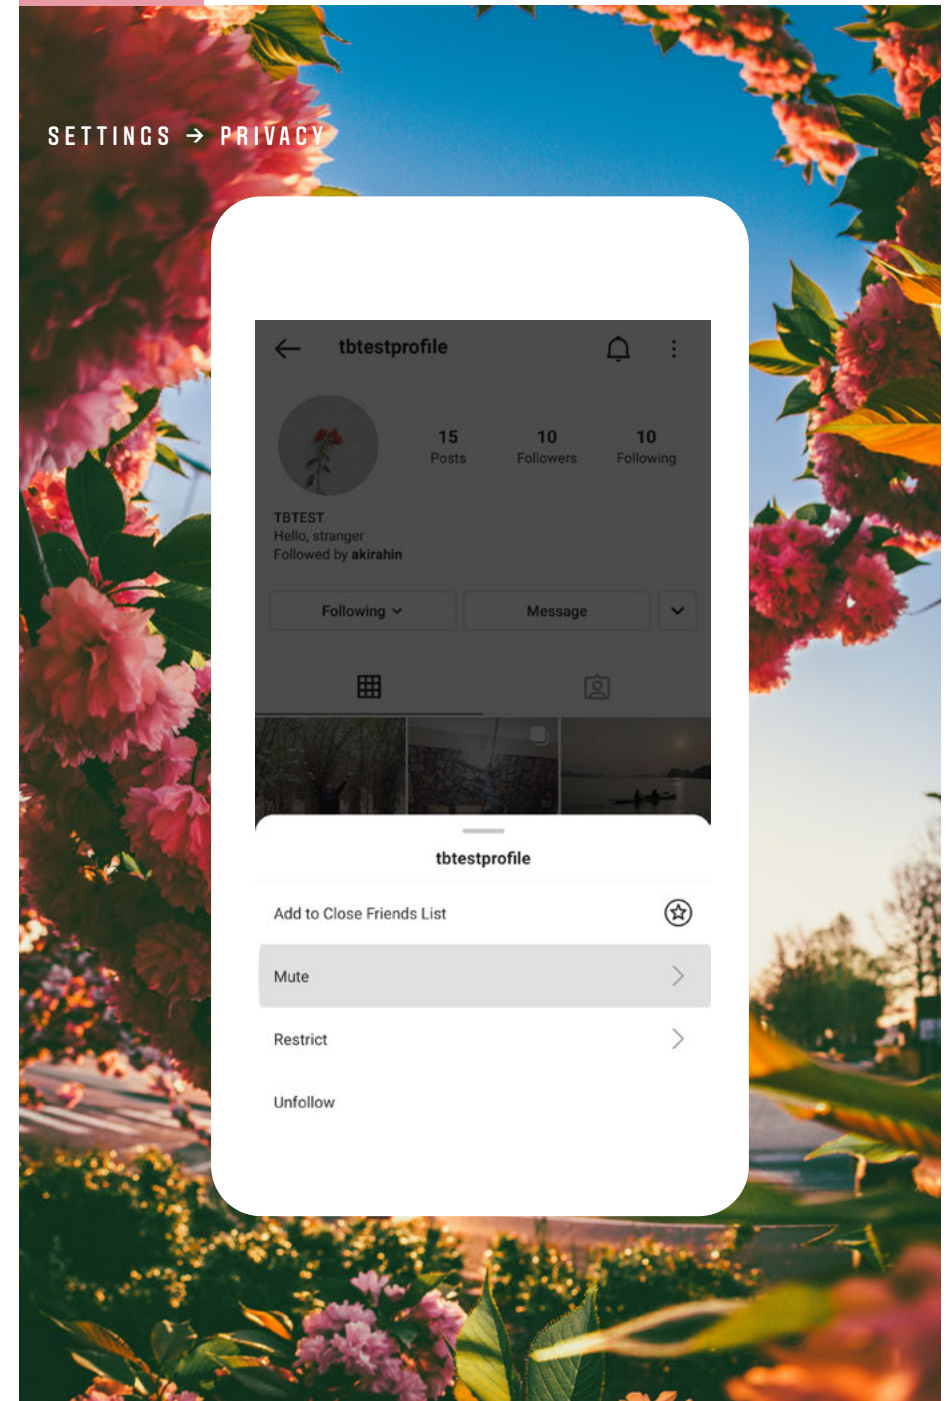 SETTINGS → PRIVACY
tbtestprofile
15 10 10
Posts Followers Following
TBTEST
Hello, stranger
Followed by akirahin
Following Message
tbtestprofile
Add to Close Friends List
Mute
Restrict
Unfollow